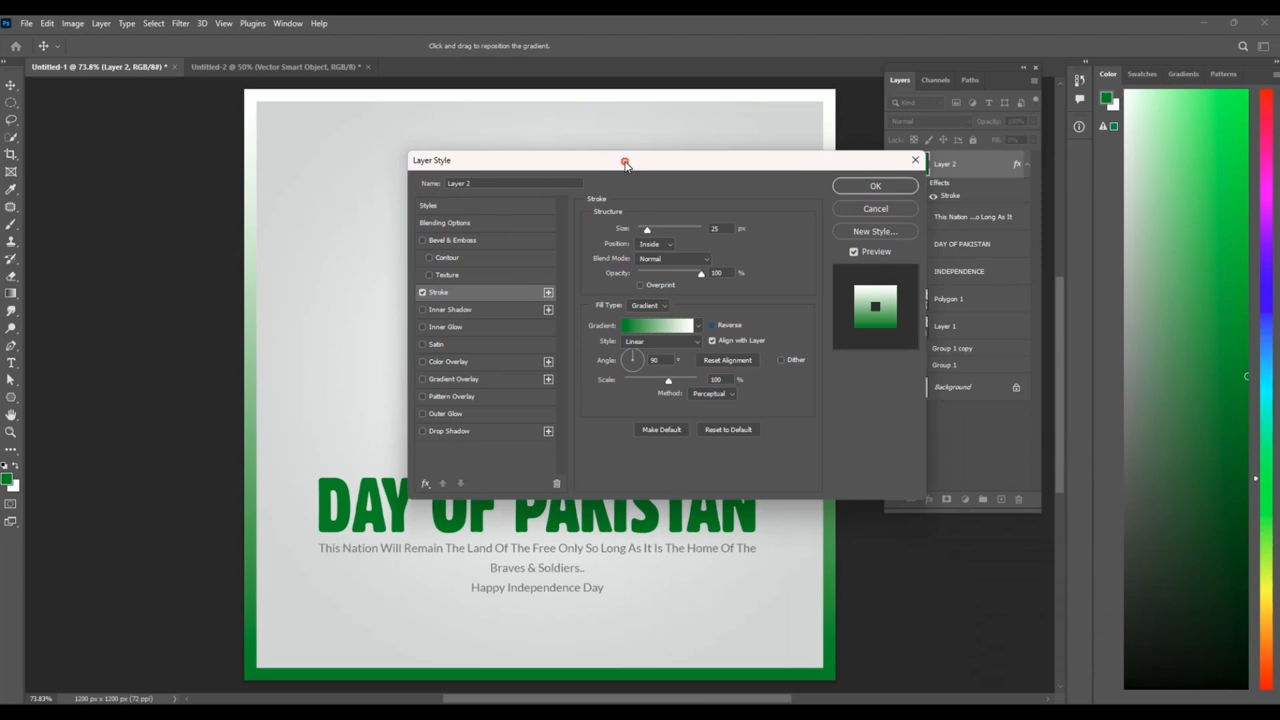 Ps File Edit Image Layer Type Select Filter 3D View Plugins Window Help
Click and drag to reposition the gradient.
Untitled-1 @ 73.8% (Layer 2, RGB/8#) * × Untitled-2 @ 50% (Vector Smart Object, RGB/8) * ×
Layers Channels Paths
Kind
Normal Opacity: 100%
Lock: Fill: 0%
Layer 2 fx
Effects
Stroke
This Nation ...o Long As It
DAY OF PAKISTAN
INDEPENDENCE
Polygon 1
Layer 1
Group 1 copy
Group 1
Background
Color Swatches Gradients Patterns
Layer Style
Name: Layer 2
Styles
Blending Options
Bevel & Emboss
Contour
Texture
Stroke
Inner Shadow
Inner Glow
Satin
Color Overlay
Gradient Overlay
Pattern Overlay
Outer Glow
Drop Shadow
fx
Stroke
Structure
Size: 25 px
Position: Inside
Blend Mode: Normal
Opacity: 100 %
Overprint
Fill Type: Gradient
Gradient: Reverse
Style: Linear Align with Layer
Angle: 90 ° Reset Alignment Dither
Scale: 100 %
Method: Perceptual
Make Default Reset to Default
OK
Cancel
New Style...
Preview
DAY OF PAKISTAN
This Nation Will Remain The Land Of The Free Only So Long As It Is The Home Of The
Braves & Soldiers..
Happy Independence Day
73.83% 1200 px x 1200 px (72 ppi)